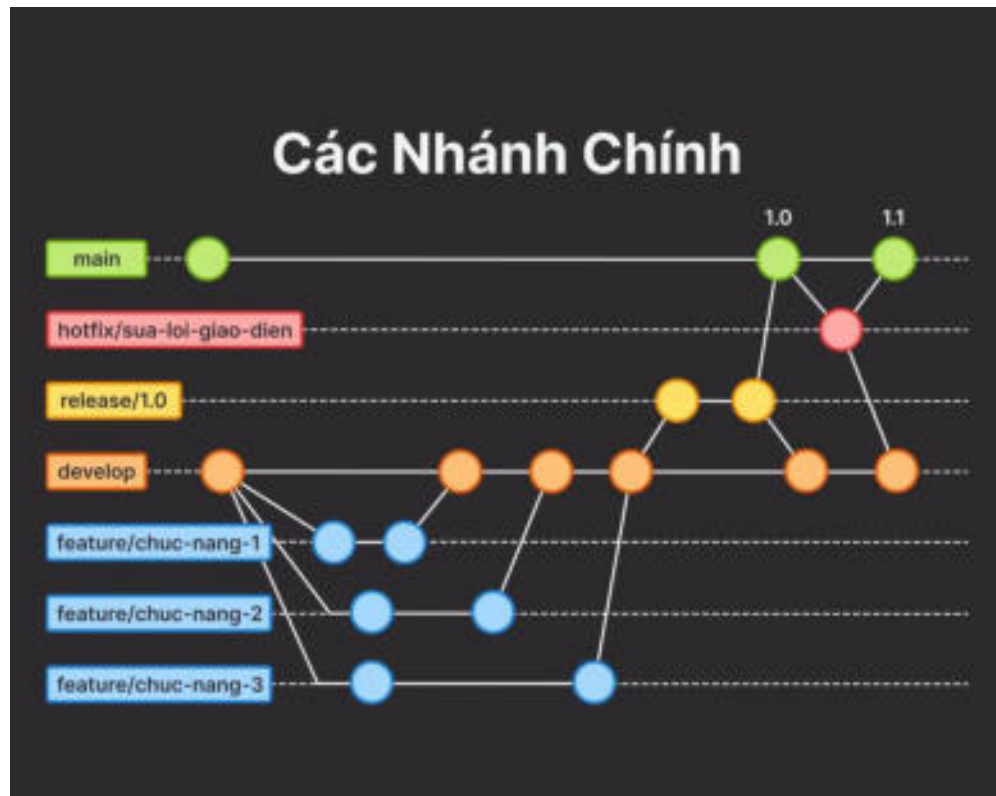 Các Nhánh Chính
1.0 1.1
main
hotfix/sua-loi-giao-dien
release/1.0
develop
feature/chuc-nang-1
feature/chuc-nang-2
feature/chuc-nang-3